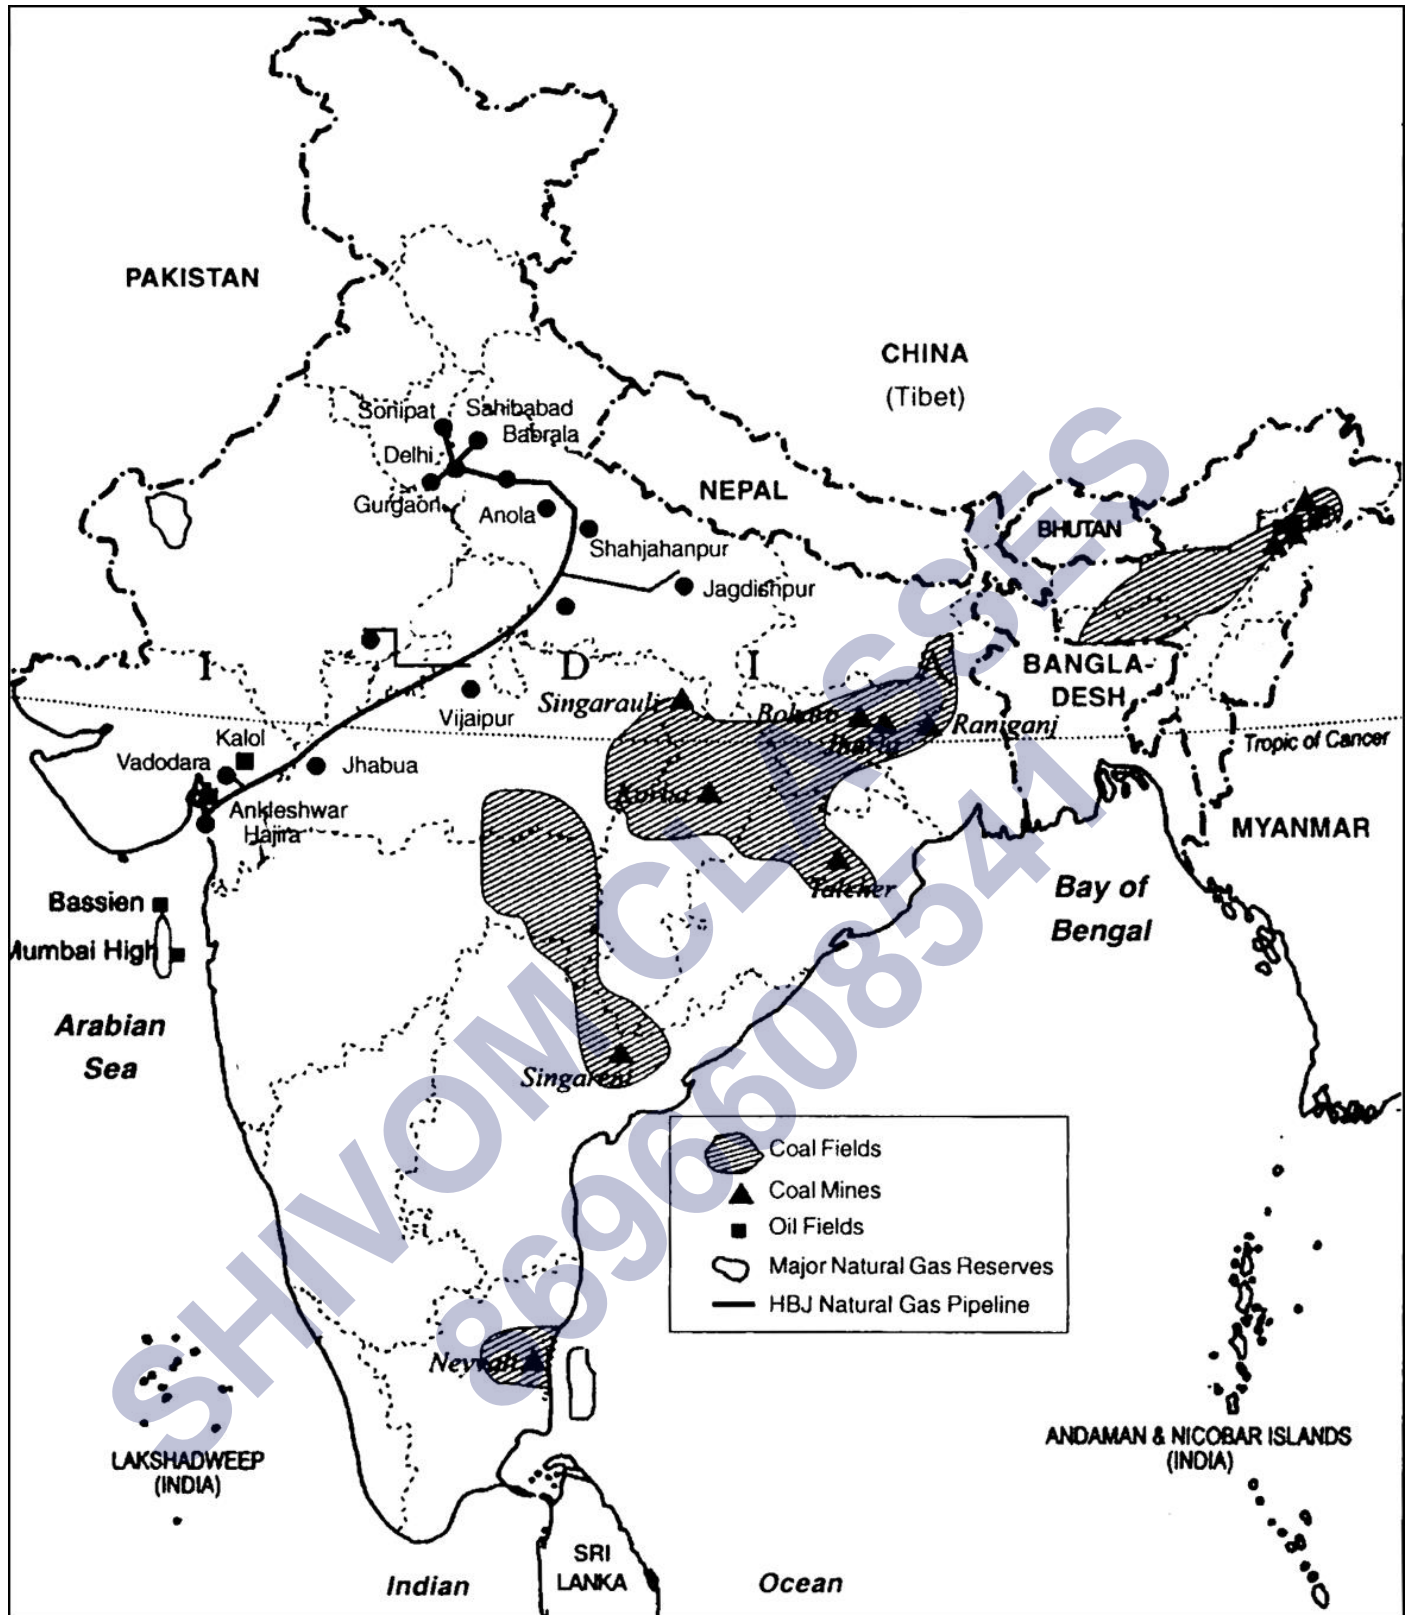 PAKISTAN
CHINA
(Tibet)
Sonipat
Sahibabad
Babrala
Delhi
Gurgaon
Anola
NEPAL
BHUTAN
Shahjahanpur
Jagdishpur
I
D
I
A
BANGLA-
DESH
Singarauli
Bokaro
Raniganj
Jharia
Vijaipur
Kalol
Vadodara
Jhabua
Tropic of Cancer
Korba
Ankleshwar
Hajira
MYANMAR
Talcher
Bay of
Bengal
Bassien
Mumbai High
Arabian
Sea
Singareni
Coal Fields
Coal Mines
Oil Fields
Major Natural Gas Reserves
HBJ Natural Gas Pipeline
Neyvali
LAKSHADWEEP
(INDIA)
ANDAMAN & NICOBAR ISLANDS
(INDIA)
SRI
LANKA
Indian
Ocean
SHIVOM CLASSES
8696608541